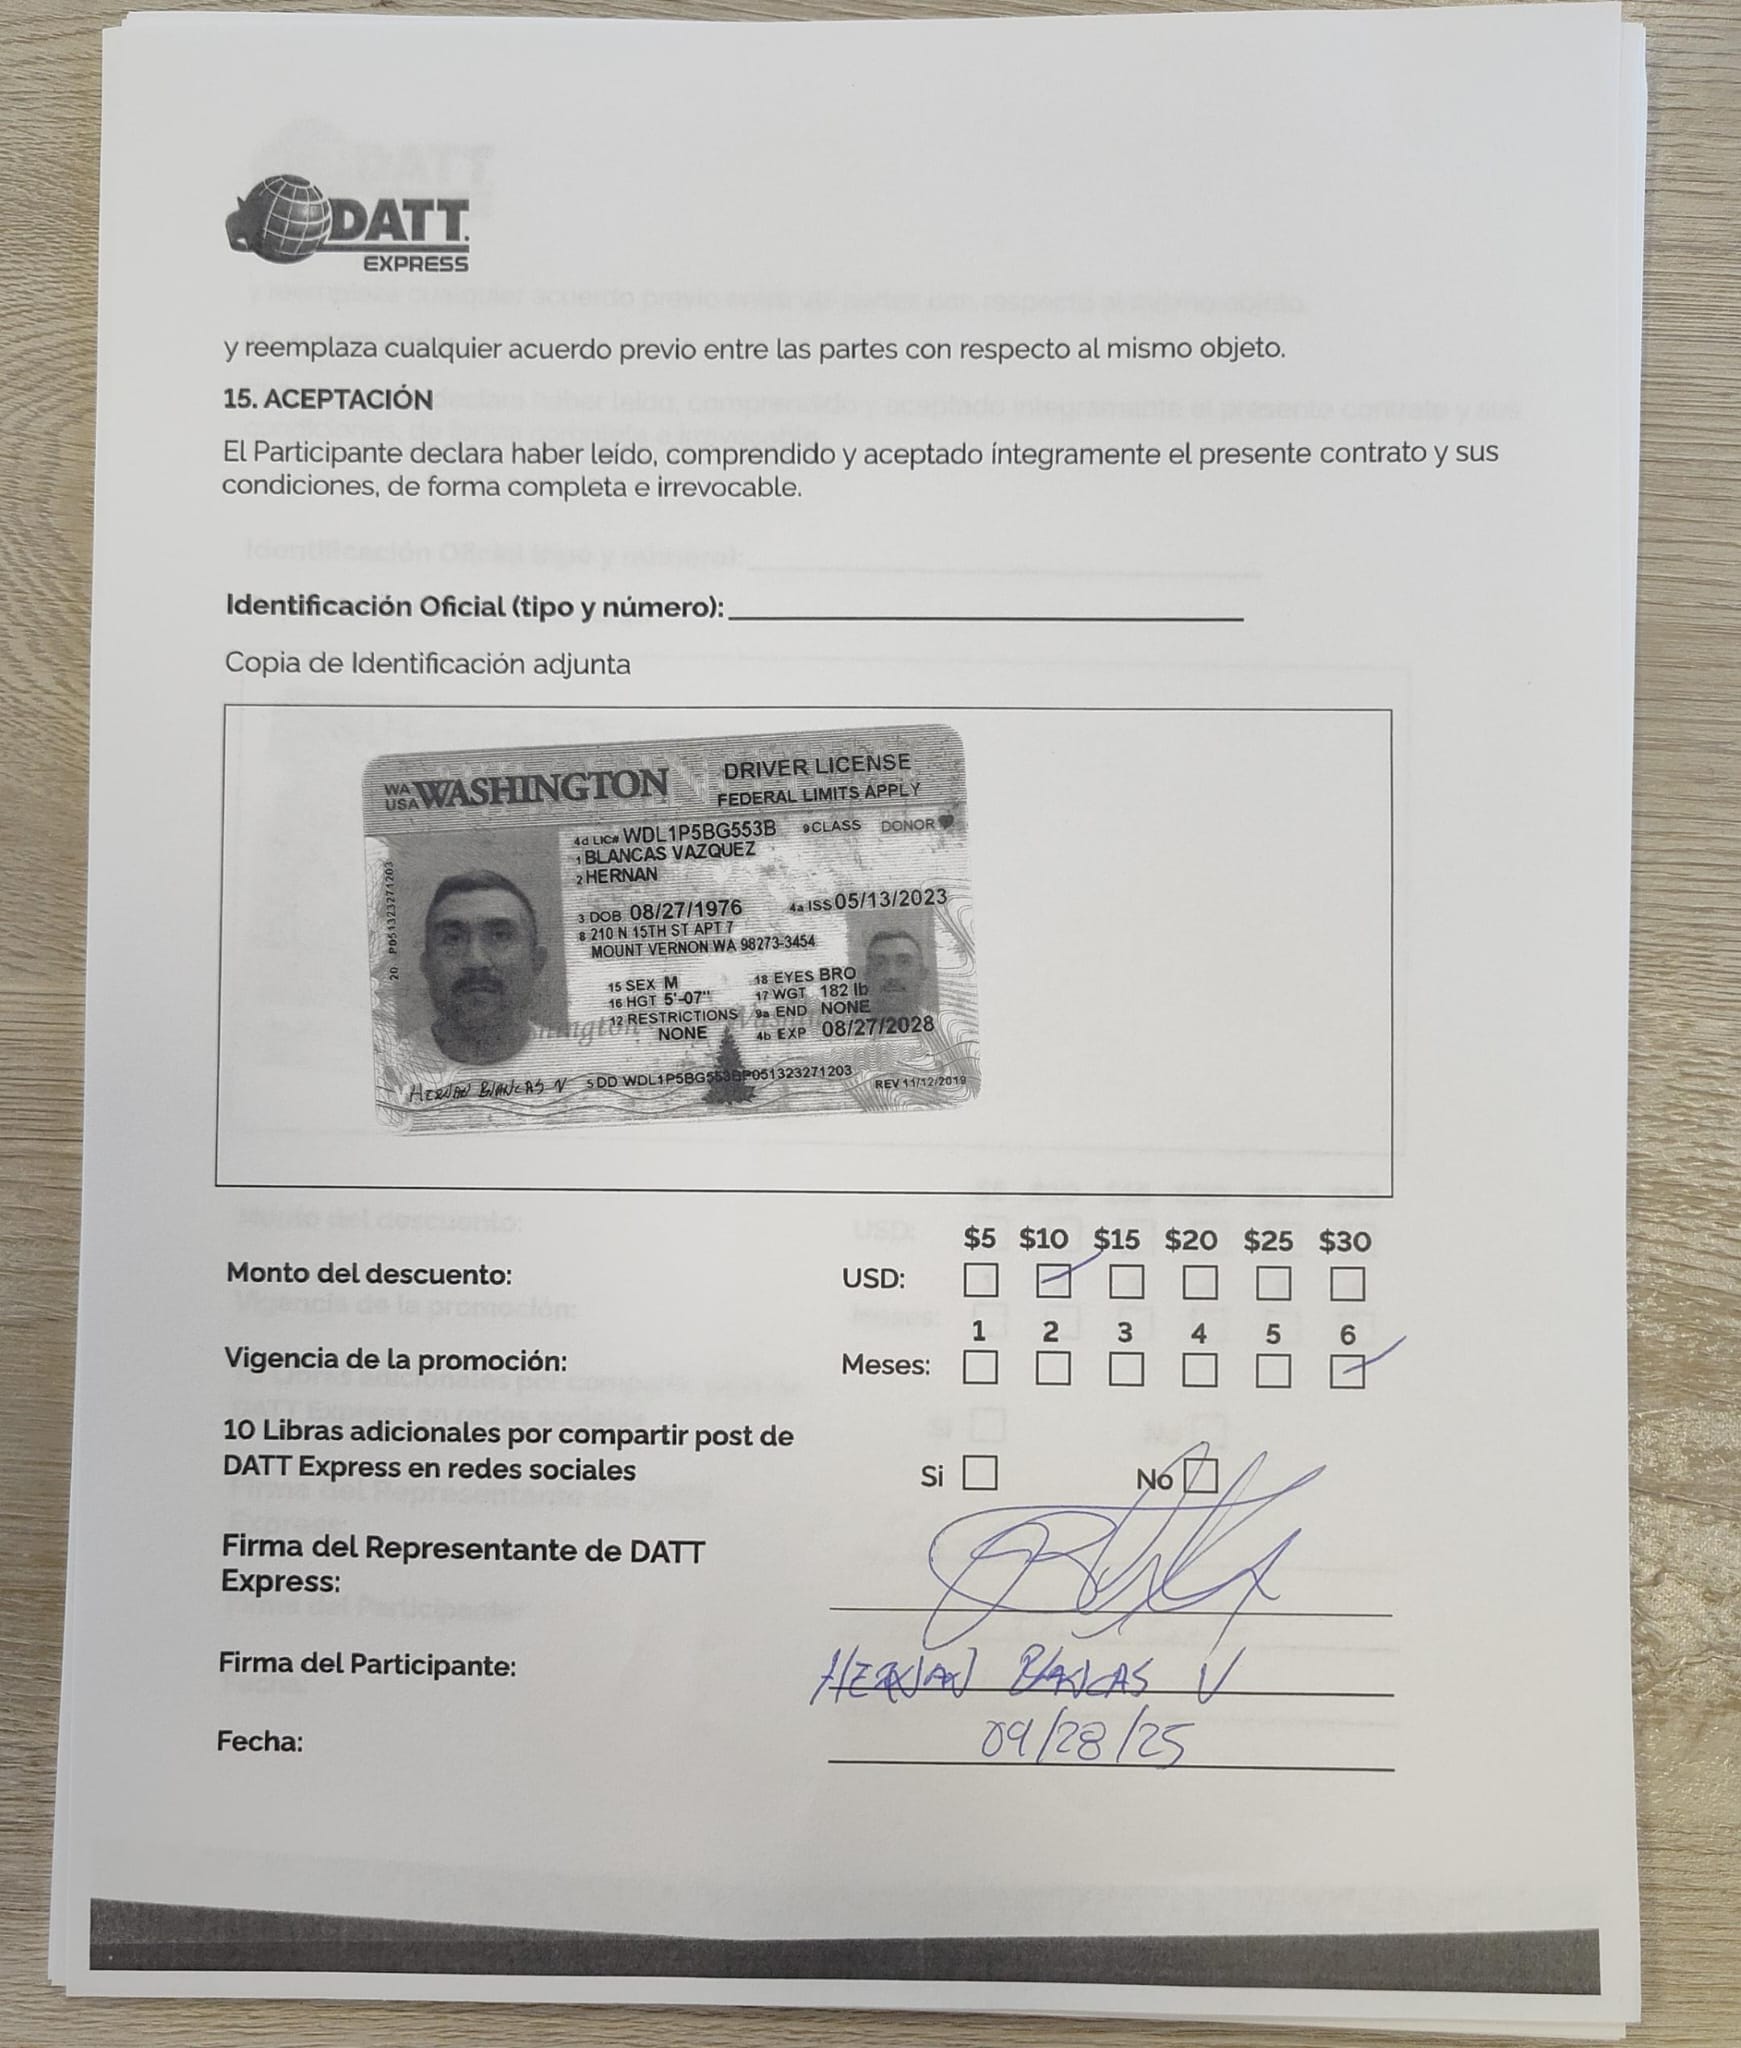 DATT
EXPRESS
y reemplaza cualquier acuerdo previo entre las partes con respecto al mismo objeto.
15. ACEPTACIÓN
El Participante declara haber leído, comprendido y aceptado íntegramente el presente contrato y sus
condiciones, de forma completa e irrevocable.
Identificación Oficial (tipo y número):
Copia de Identificación adjunta
WA USA WASHINGTON DRIVER LICENSE
FEDERAL LIMITS APPLY
4d LIC# WDL1P5BG553B 9 CLASS DONOR
1 BLANCAS VAZQUEZ
2 HERNAN
3 DOB 08/27/1976 4a ISS 05/13/2023
8 210 N 15TH ST APT 7
MOUNT VERNON WA 98273-3454
15 SEX M 18 EYES BRO
16 HGT 5'-07" 17 WGT 182 lb
12 RESTRICTIONS 9a END NONE
NONE 4b EXP 08/27/2028
20 P051323271203
HERNAN BLANCAS V 5 DD WDL1P5BG553BP051323271203 REV 11/12/2019
$5 $10 $15 $20 $25 $30
Monto del descuento: USD:
1 2 3 4 5 6
Vigencia de la promoción: Meses:
10 Libras adicionales por compartir post de
DATT Express en redes sociales Si No
Firma del Representante de DATT
Express:
Firma del Participante: HERNAN BLANCAS V
Fecha: 09/28/25